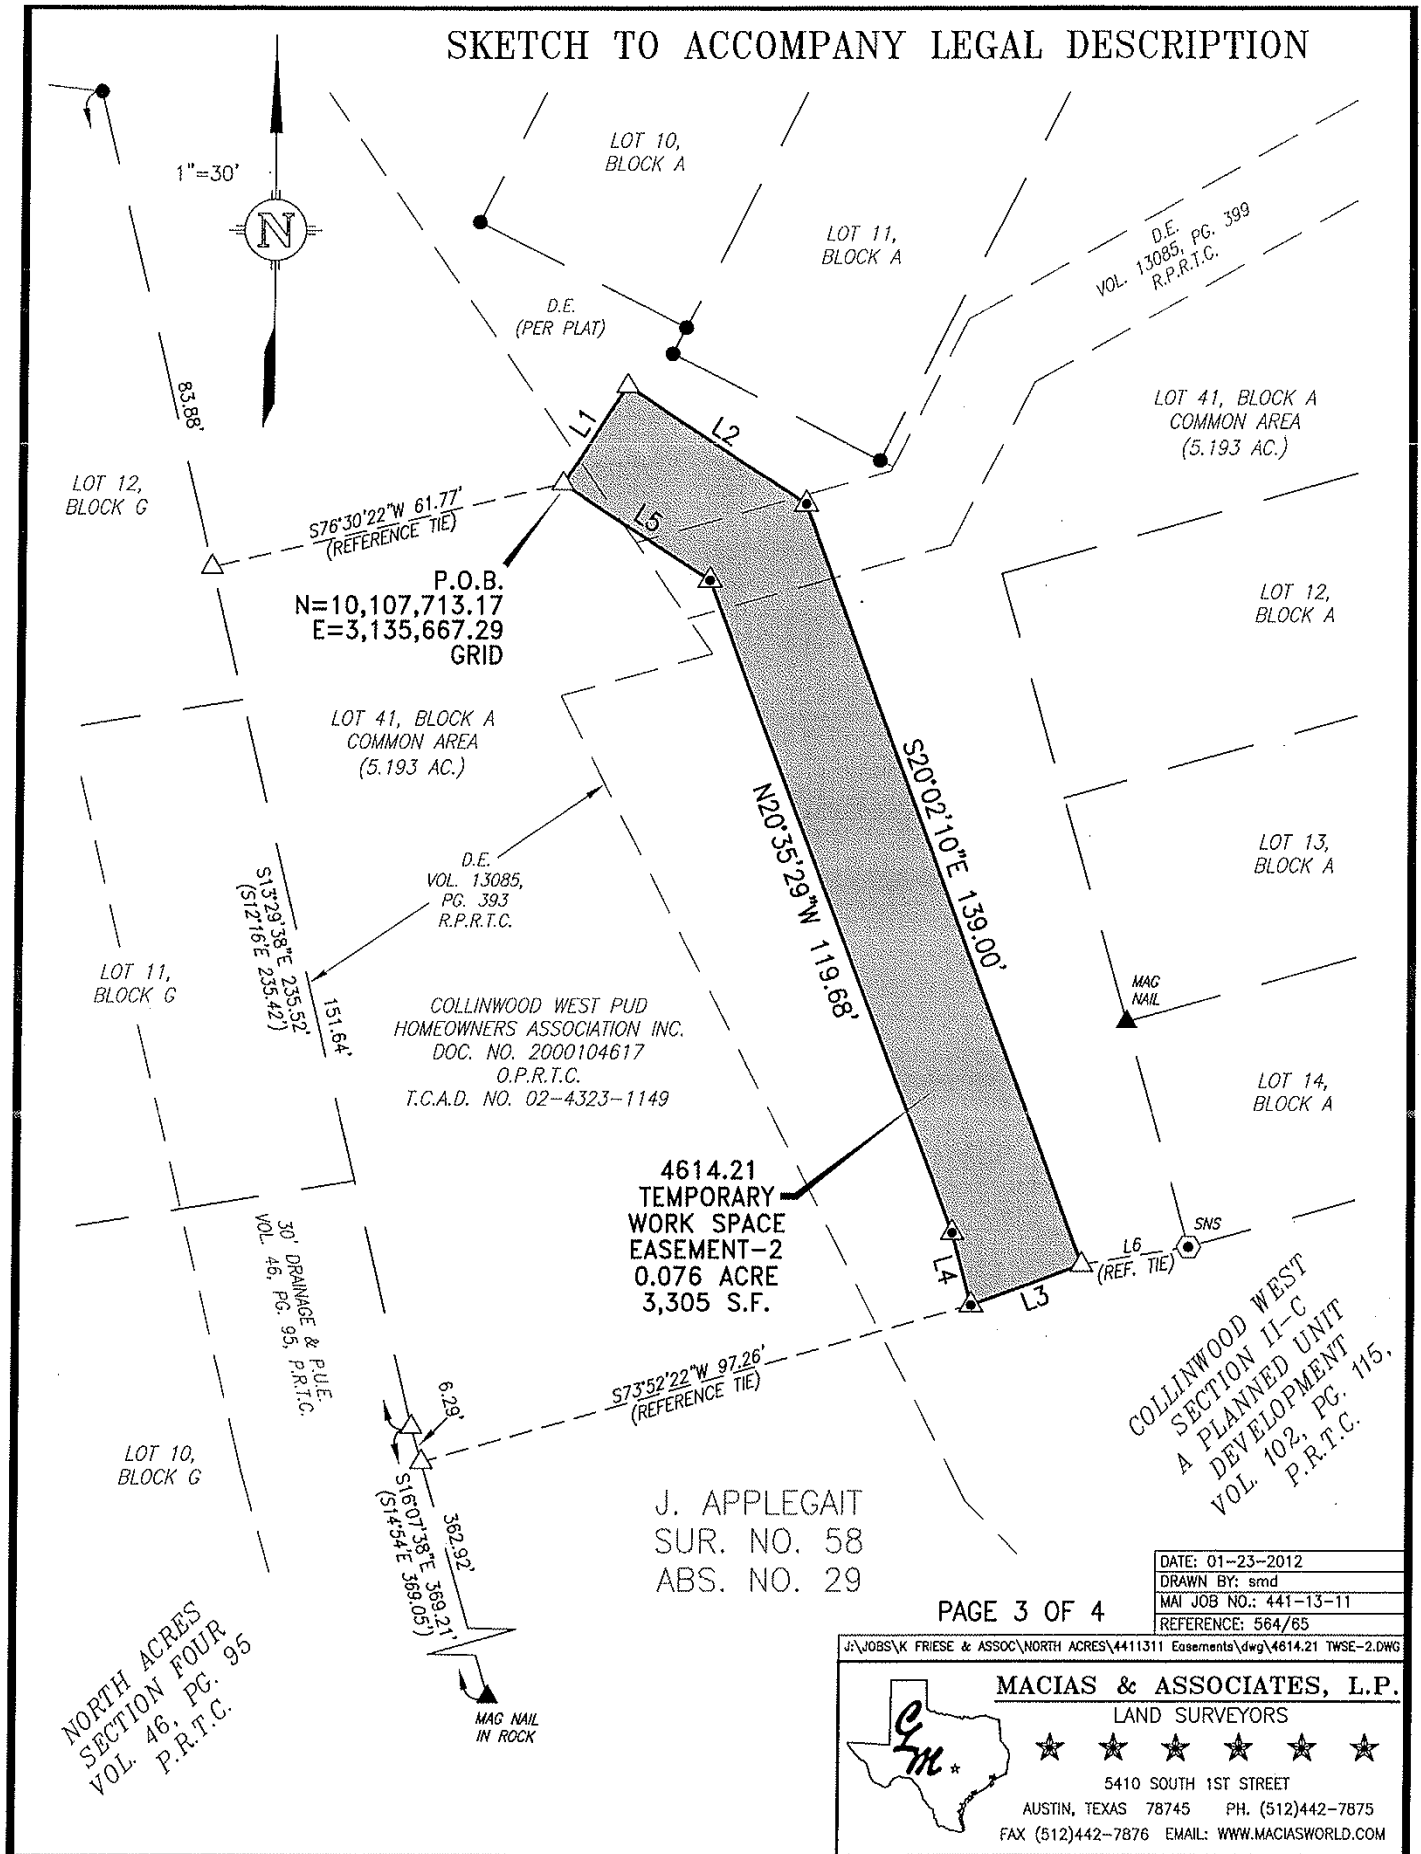 SKETCH TO ACCOMPANY LEGAL DESCRIPTION
1"=30'
N
LOT 10,
BLOCK A
LOT 11,
BLOCK A
D.E.
VOL. 13085, PG. 399
R.P.R.T.C.
D.E.
(PER PLAT)
83.88'
L1
L2
LOT 41, BLOCK A
COMMON AREA
(5.193 AC.)
LOT 12,
BLOCK G
S76°30'22"W 61.77'
(REFERENCE TIE)
L5
P.O.B.
N=10,107,713.17
E=3,135,667.29
GRID
LOT 12,
BLOCK A
LOT 41, BLOCK A
COMMON AREA
(5.193 AC.)
S20°02'10"E 139.00'
N20°35'29"W 119.68'
LOT 13,
BLOCK A
D.E.
VOL. 13085,
PG. 393
R.P.R.T.C.
S13°29'38"E 235.52'
(S12°16'E 235.42')
151.64'
LOT 11,
BLOCK G
MAG
NAIL
COLLINWOOD WEST PUD
HOMEOWNERS ASSOCIATION INC.
DOC. NO. 2000104617
O.P.R.T.C.
T.C.A.D. NO. 02-4323-1149
LOT 14,
BLOCK A
4614.21
TEMPORARY
WORK SPACE
EASEMENT-2
0.076 ACRE
3,305 S.F.
SNS
L6
(REF. TIE)
L4
L3
30' DRAINAGE & P.U.E.
VOL. 46, PG. 95, P.R.T.C.
COLLINWOOD WEST
SECTION II-C
A PLANNED UNIT
DEVELOPMENT
VOL. 102, PG. 115,
P.R.T.C.
S73°52'22"W 97.26'
(REFERENCE TIE)
6.29'
LOT 10,
BLOCK G
362.92'
S16°07'38"E 369.21'
(S14°54'E 369.05')
J. APPLEGAIT
SUR. NO. 58
ABS. NO. 29
NORTH ACRES
SECTION FOUR
VOL. 46, PG. 95
P.R.T.C.
MAG NAIL
IN ROCK
PAGE 3 OF 4
DATE: 01-23-2012
DRAWN BY: smd
MAI JOB NO.: 441-13-11
REFERENCE: 564/65
J:\JOBS\K FRIESE & ASSOC\NORTH ACRES\4411311 Easements\dwg\4614.21 TWSE-2.DWG
MACIAS & ASSOCIATES, L.P.
LAND SURVEYORS
5410 SOUTH 1ST STREET
AUSTIN, TEXAS 78745 PH. (512)442-7875
FAX (512)442-7876 EMAIL: WWW.MACIASWORLD.COM